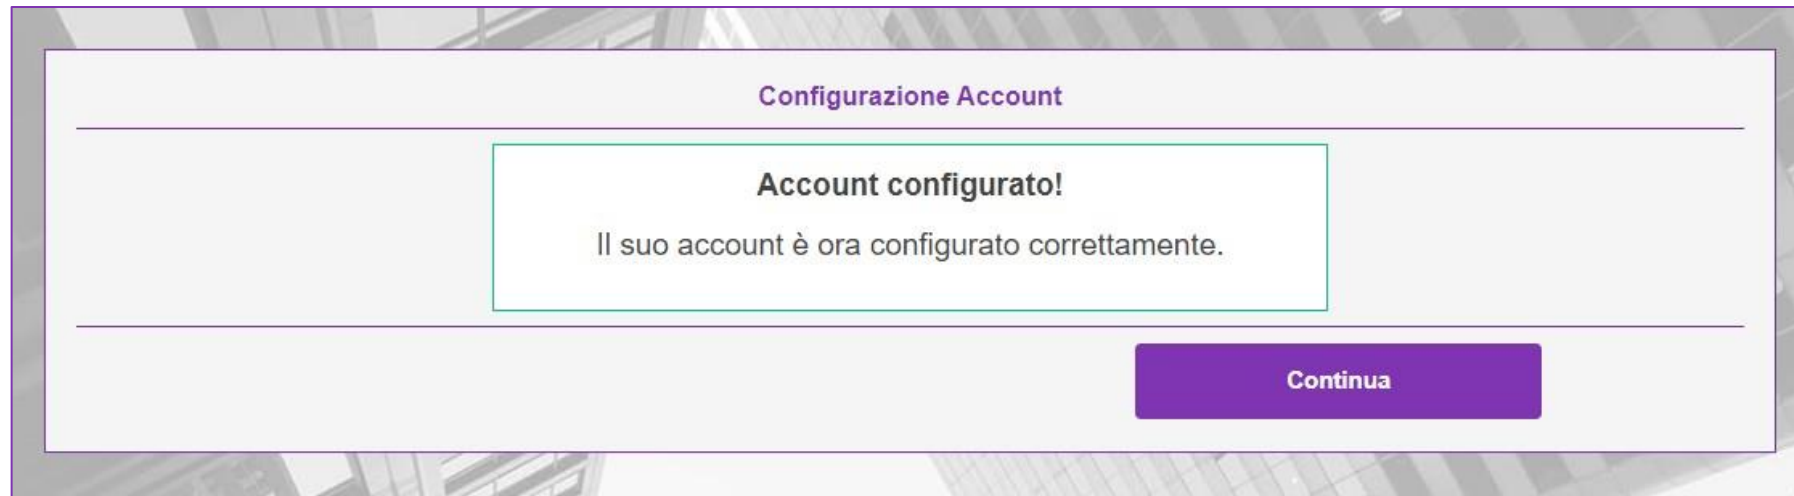 Configurazione Account
Account configurato!
Il suo account è ora configurato correttamente.
Continua